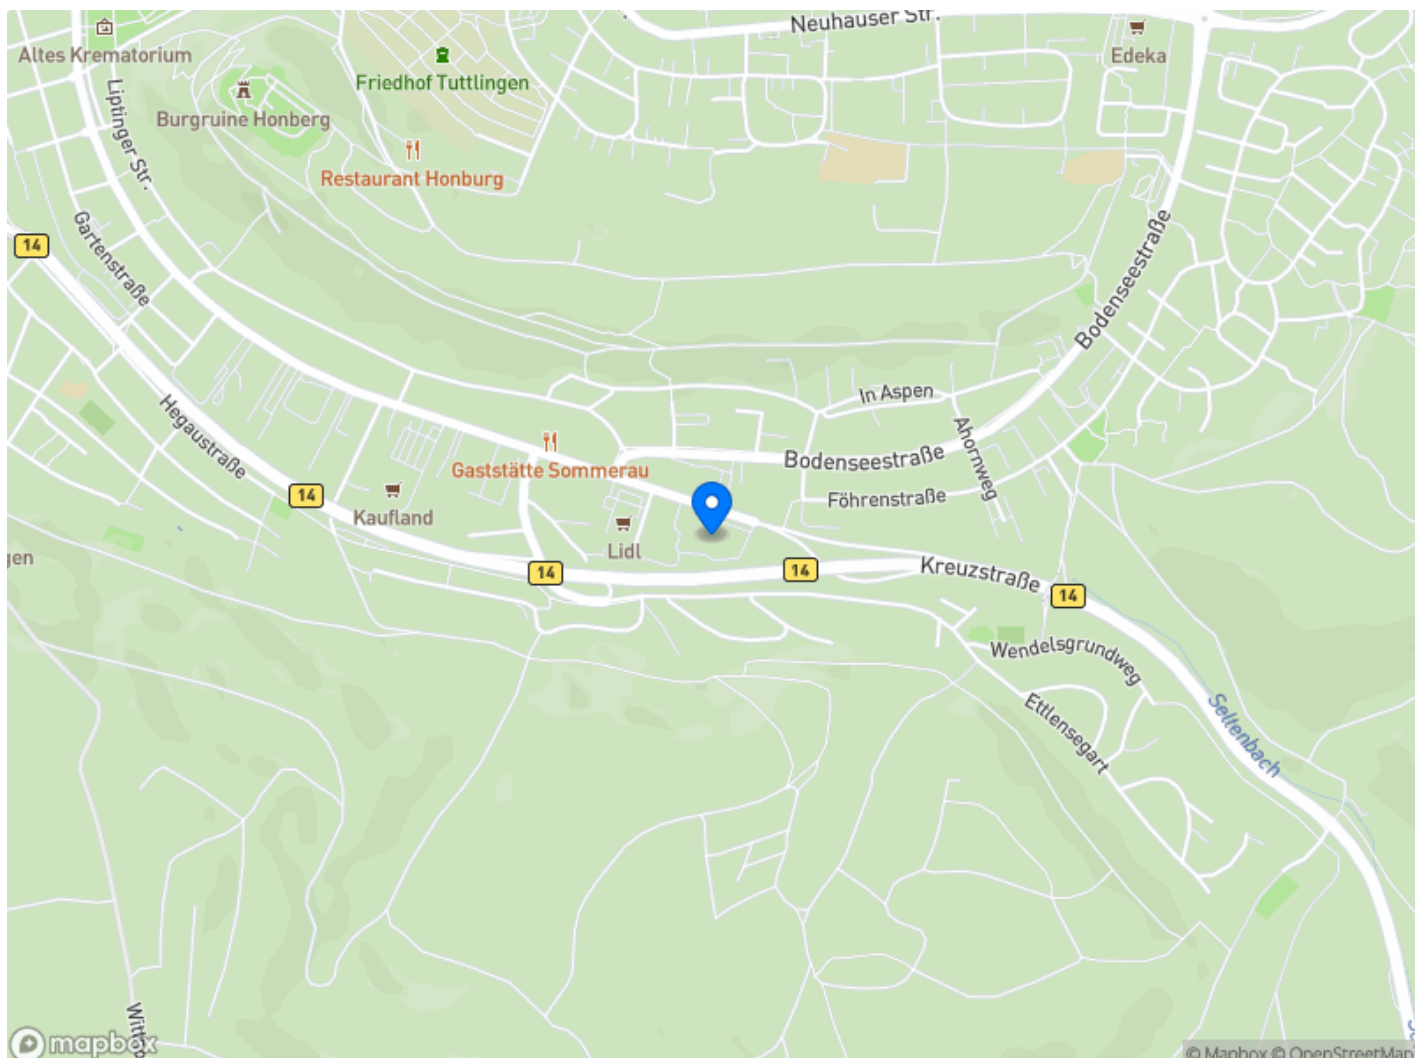 Neuhauser Str.
Altes Krematorium
Friedhof Tuttlingen
Edeka
Liptinger Str.
Burgruine Honberg
Restaurant Honburg
14
Gartenstraße
Bodenseestraße
Hegaustraße
In Aspen
Ahornweg
Gaststätte Sommerau
Bodenseestraße
14
Föhrenstraße
Kaufland
Lidl
gen
14
14
Kreuzstraße
14
Wendelsgrundweg
Ettlensegart
Seltenbach
mapbox
© Mapbox © OpenStreetMap